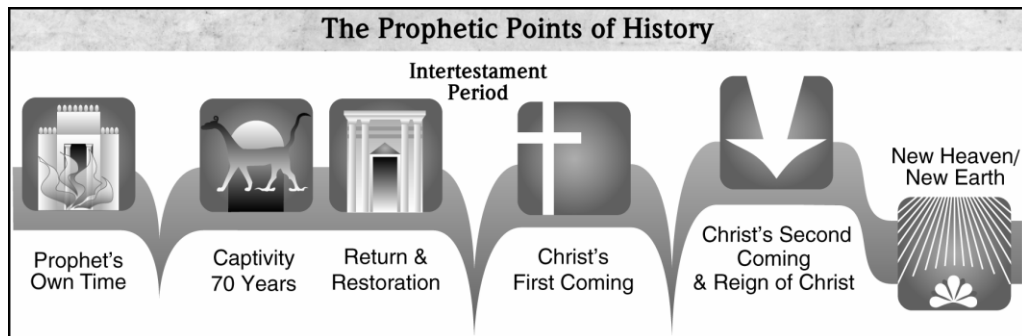 The Prophetic Points of History
Intertestament
Period
New Heaven/
New Earth
Prophet's
Own Time
Captivity
70 Years
Return &
Restoration
Christ's
First Coming
Christ's Second
Coming
& Reign of Christ